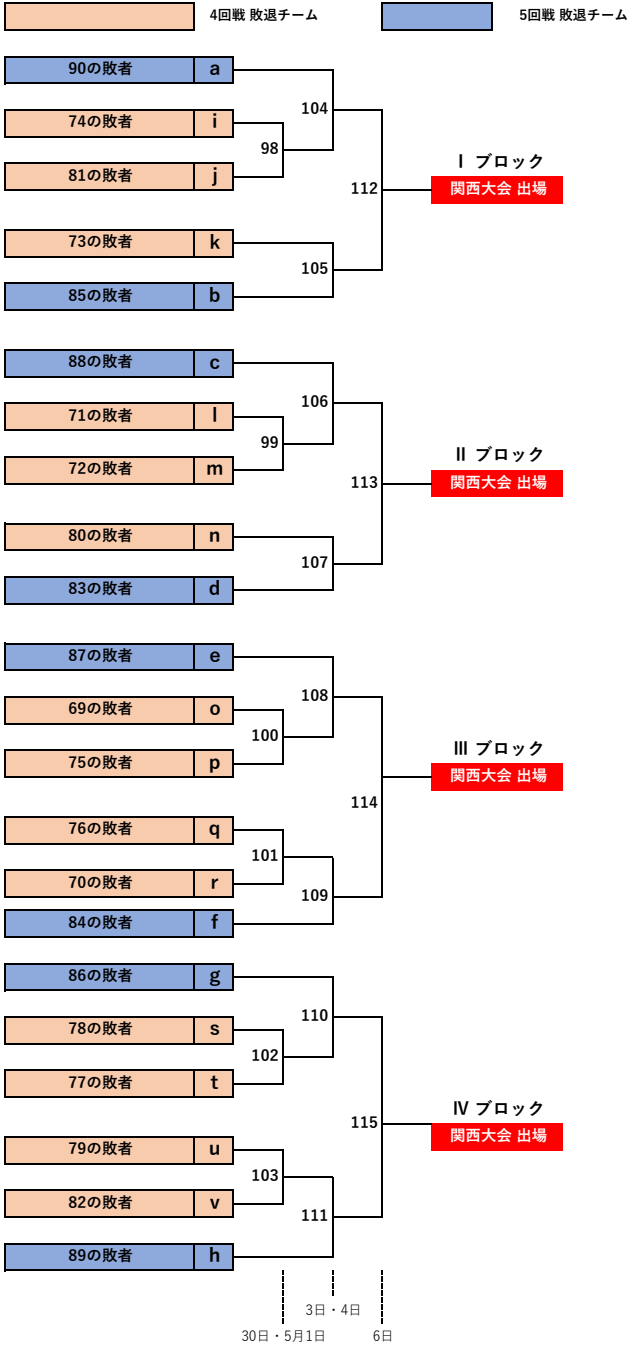 4回戦 敗退チーム
5回戦 敗退チーム
90の敗者 a
104
74の敗者 i
98
Ⅰ ブロック
81の敗者 j
112
関西大会 出場
73の敗者 k
105
85の敗者 b
88の敗者 c
106
71の敗者 l
99
Ⅱ ブロック
72の敗者 m
113
関西大会 出場
80の敗者 n
107
83の敗者 d
87の敗者 e
108
69の敗者 o
100
Ⅲ ブロック
75の敗者 p
関西大会 出場
114
76の敗者 q
101
70の敗者 r
109
84の敗者 f
86の敗者 g
110
78の敗者 s
102
77の敗者 t
Ⅳ ブロック
115
関西大会 出場
79の敗者 u
103
82の敗者 v
111
89の敗者 h
3日・4日
30日・5月1日
6日